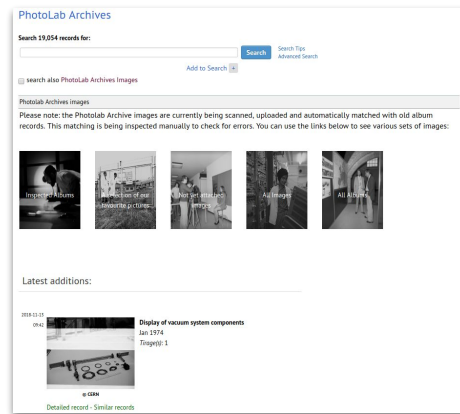 PhotoLab Archives
Search 19,054 records for:
Search
Search Tips
Advanced Search
Add to Search +
search also PhotoLab Archives Images
Photolab Archives images
Please note: the Photolab Archive images are currently being scanned, uploaded and automatically matched with old album
records. This matching is being inspected manually to check for errors. You can use the links below to see various sets of images:
Inspected Albums
A selection of our
favourite pictures
Not yet attached
images
All Images
All Albums
Latest additions:
2018-11-13
09:42
Display of vacuum system components
Jan 1974
Tirage(s): 1
© CERN
Detailed record - Similar records